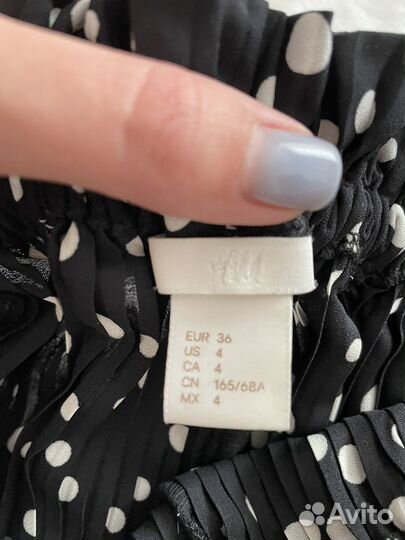 H&M
EUR 36
US 4
CA 4
CN 165/68A
MX 4
Avito